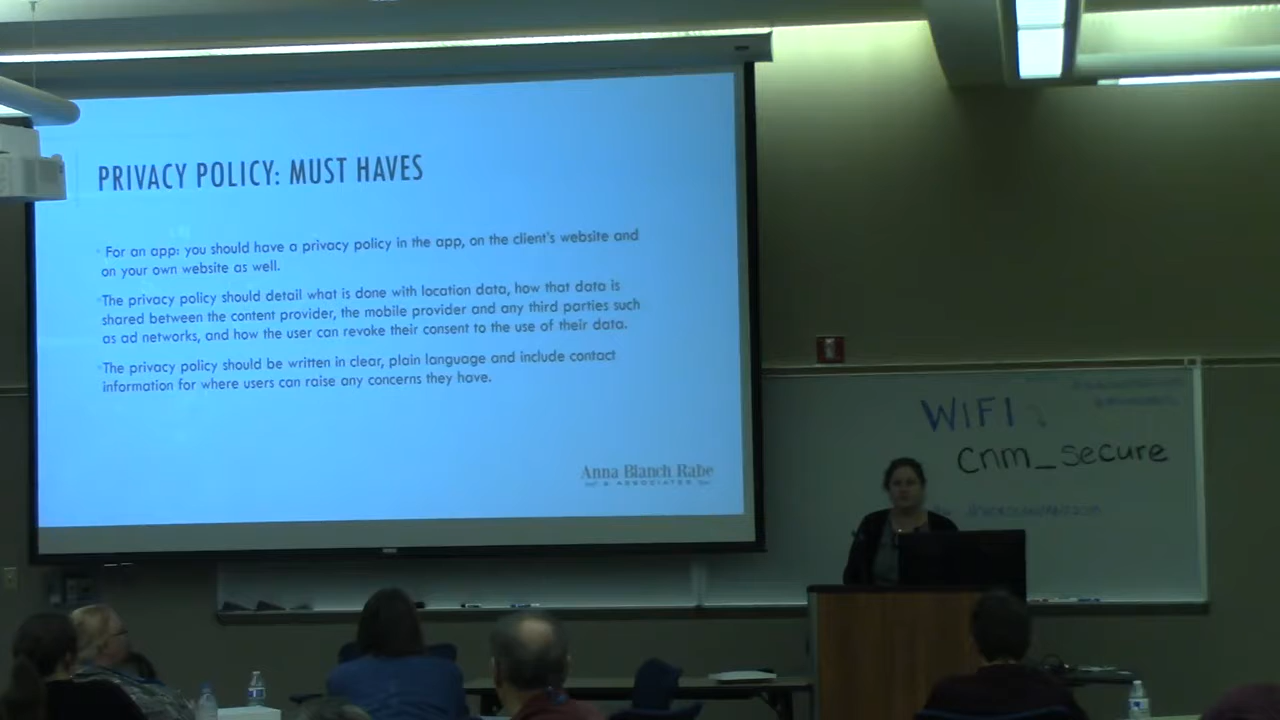 PRIVACY POLICY: MUST HAVES
For an app: you should have a privacy policy in the app, on the client's website and
on your own website as well.
The privacy policy should detail what is done with location data, how that data is
shared between the content provider, the mobile provider and any third parties such
as ad networks, and how the user can revoke their consent to the use of their data.
The privacy policy should be written in clear, plain language and include contact
information for where users can raise any concerns they have.
Anna Blanch Rabe
& ASSOCIATES
WIFI
cnm_secure